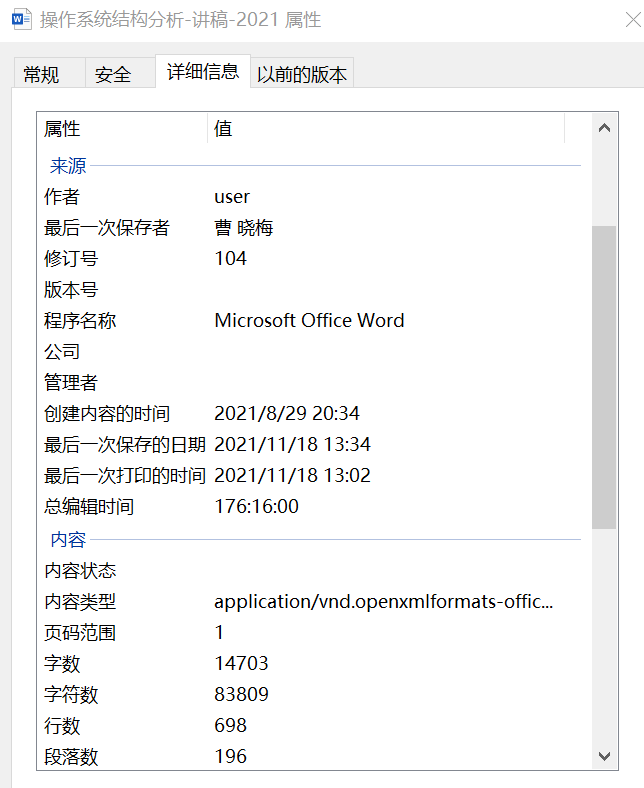 操作系统结构分析-讲稿-2021 属性
常规 安全 详细信息 以前的版本
属性 值
来源
作者 user
最后一次保存者 曹 晓梅
修订号 104
版本号
程序名称 Microsoft Office Word
公司
管理者
创建内容的时间 2021/8/29 20:34
最后一次保存的日期 2021/11/18 13:34
最后一次打印的时间 2021/11/18 13:02
总编辑时间 176:16:00
内容
内容状态
内容类型 application/vnd.openxmlformats-offic...
页码范围 1
字数 14703
字符数 83809
行数 698
段落数 196